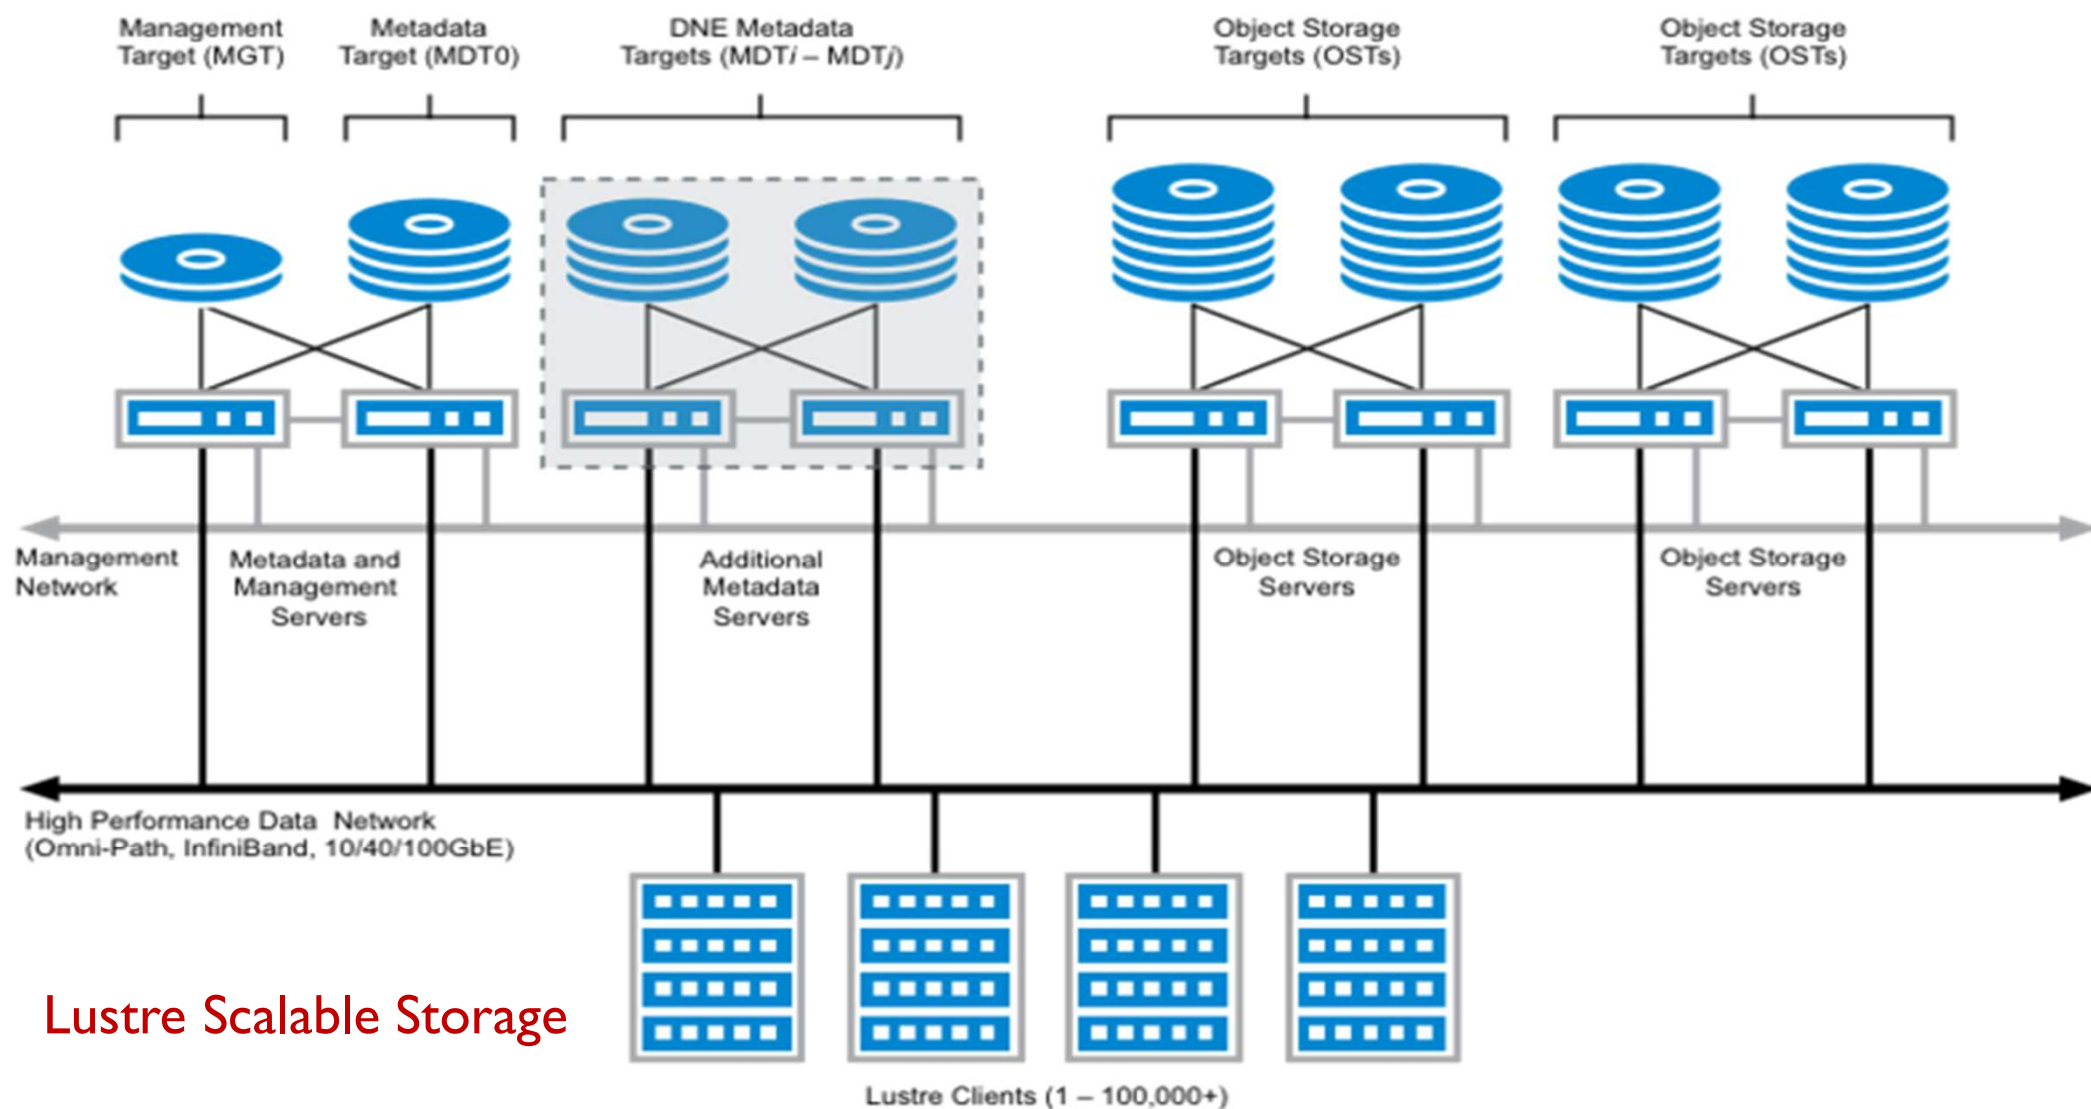 Management
Target (MGT)
Metadata
Target (MDT0)
DNE Metadata
Targets (MDTi – MDTj)
Object Storage
Targets (OSTs)
Object Storage
Targets (OSTs)
Management
Network
Metadata and
Management
Servers
Additional
Metadata
Servers
Object Storage
Servers
Object Storage
Servers
High Performance Data Network
(Omni-Path, InfiniBand, 10/40/100GbE)
Lustre Scalable Storage
Lustre Clients (1 – 100,000+)